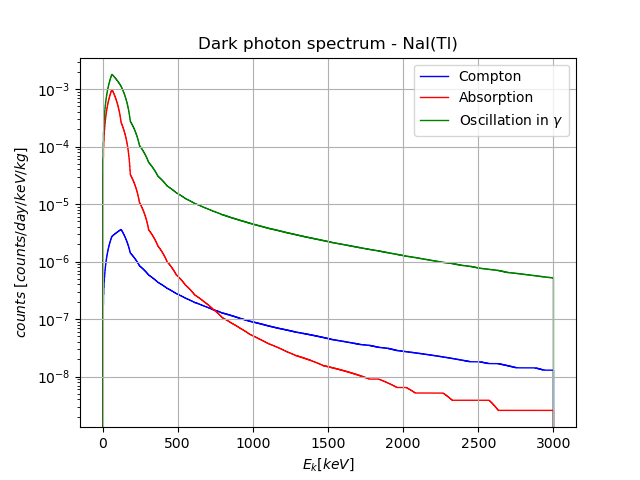 Dark photon spectrum - NaI(Tl)
counts [counts/day/keV/kg]
10⁻³
10⁻⁴
10⁻⁵
10⁻⁶
10⁻⁷
10⁻⁸
Compton
Absorption
Oscillation in γ
0 500 1000 1500 2000 2500 3000
E_k[keV]